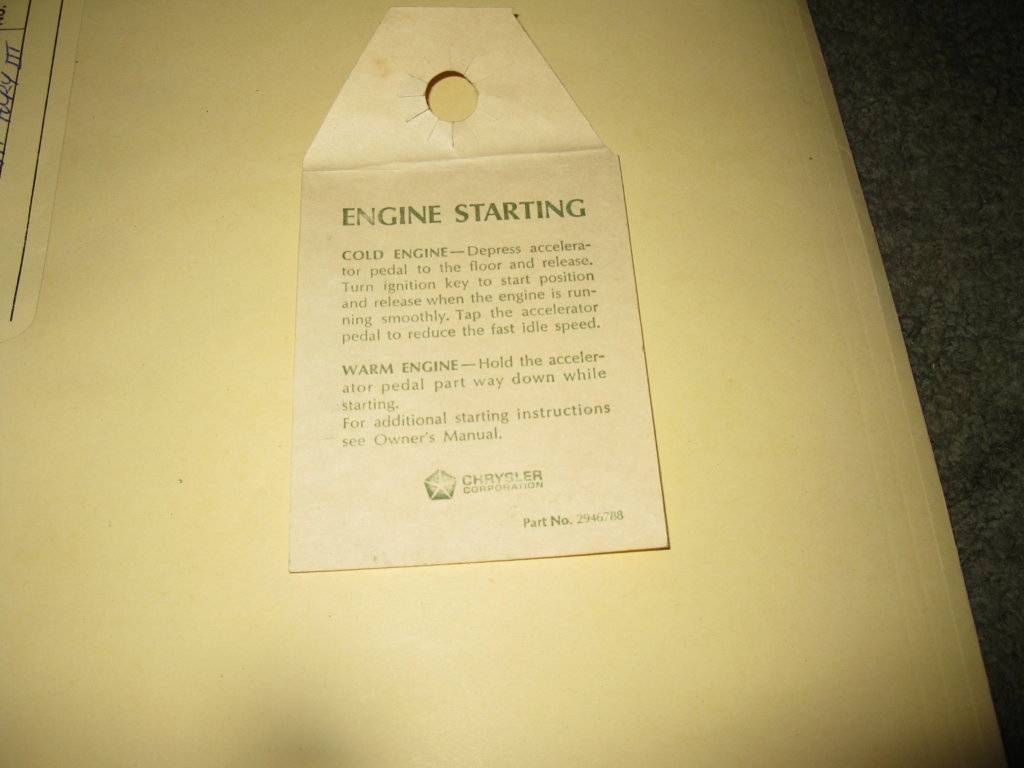 ENGINE STARTING
COLD ENGINE—Depress accelera-
tor pedal to the floor and release.
Turn ignition key to start position
and release when the engine is run-
ning smoothly. Tap the accelerator
pedal to reduce the fast idle speed.
WARM ENGINE—Hold the acceler-
ator pedal part way down while
starting.
For additional starting instructions
see Owner's Manual.
CHRYSLER
CORPORATION
Part No. 2946788
No.
III